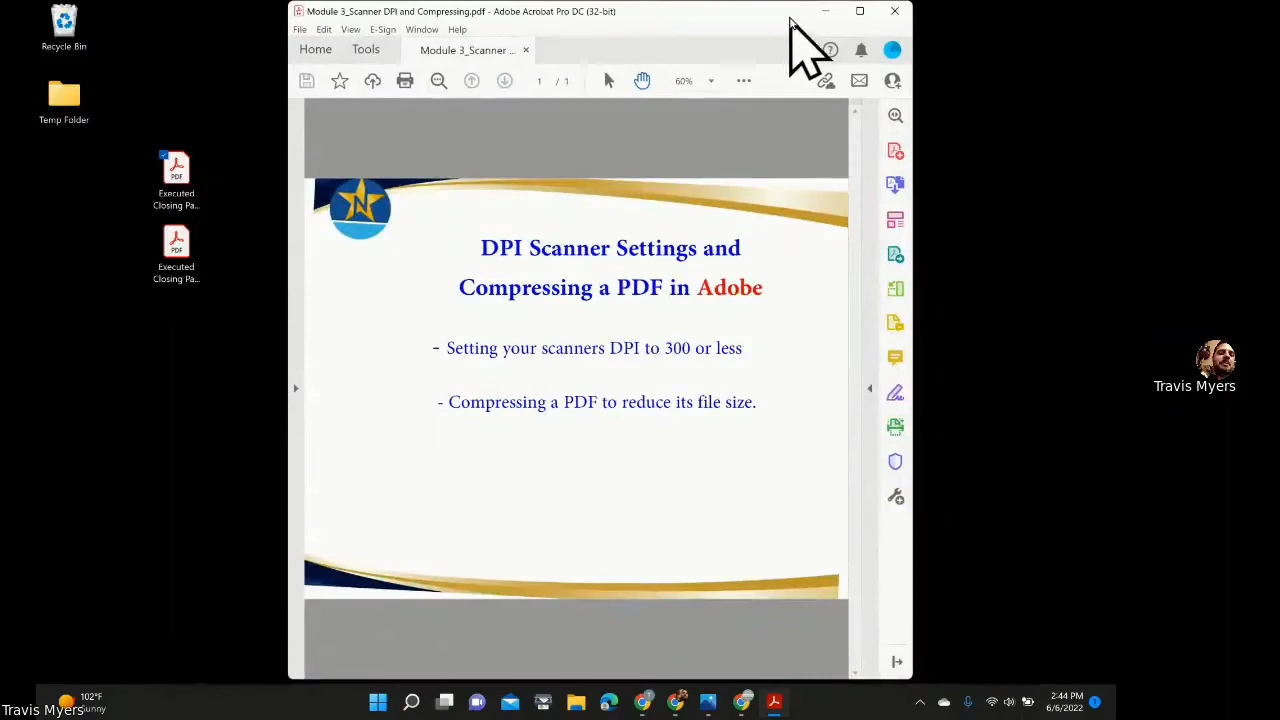 Recycle Bin
Temp Folder
Executed
Closing Pa...
Executed
Closing Pa...
Module 3_Scanner DPI and Compressing.pdf - Adobe Acrobat Pro DC (32-bit)
File Edit View E-Sign Window Help
Home Tools Module 3_Scanner ... ×
1 / 1 60%
N
DPI Scanner Settings and
Compressing a PDF in Adobe
- Setting your scanners DPI to 300 or less
- Compressing a PDF to reduce its file size.
Travis Myers
102°F
Sunny
Travis Myers
2:44 PM
6/6/2022
1